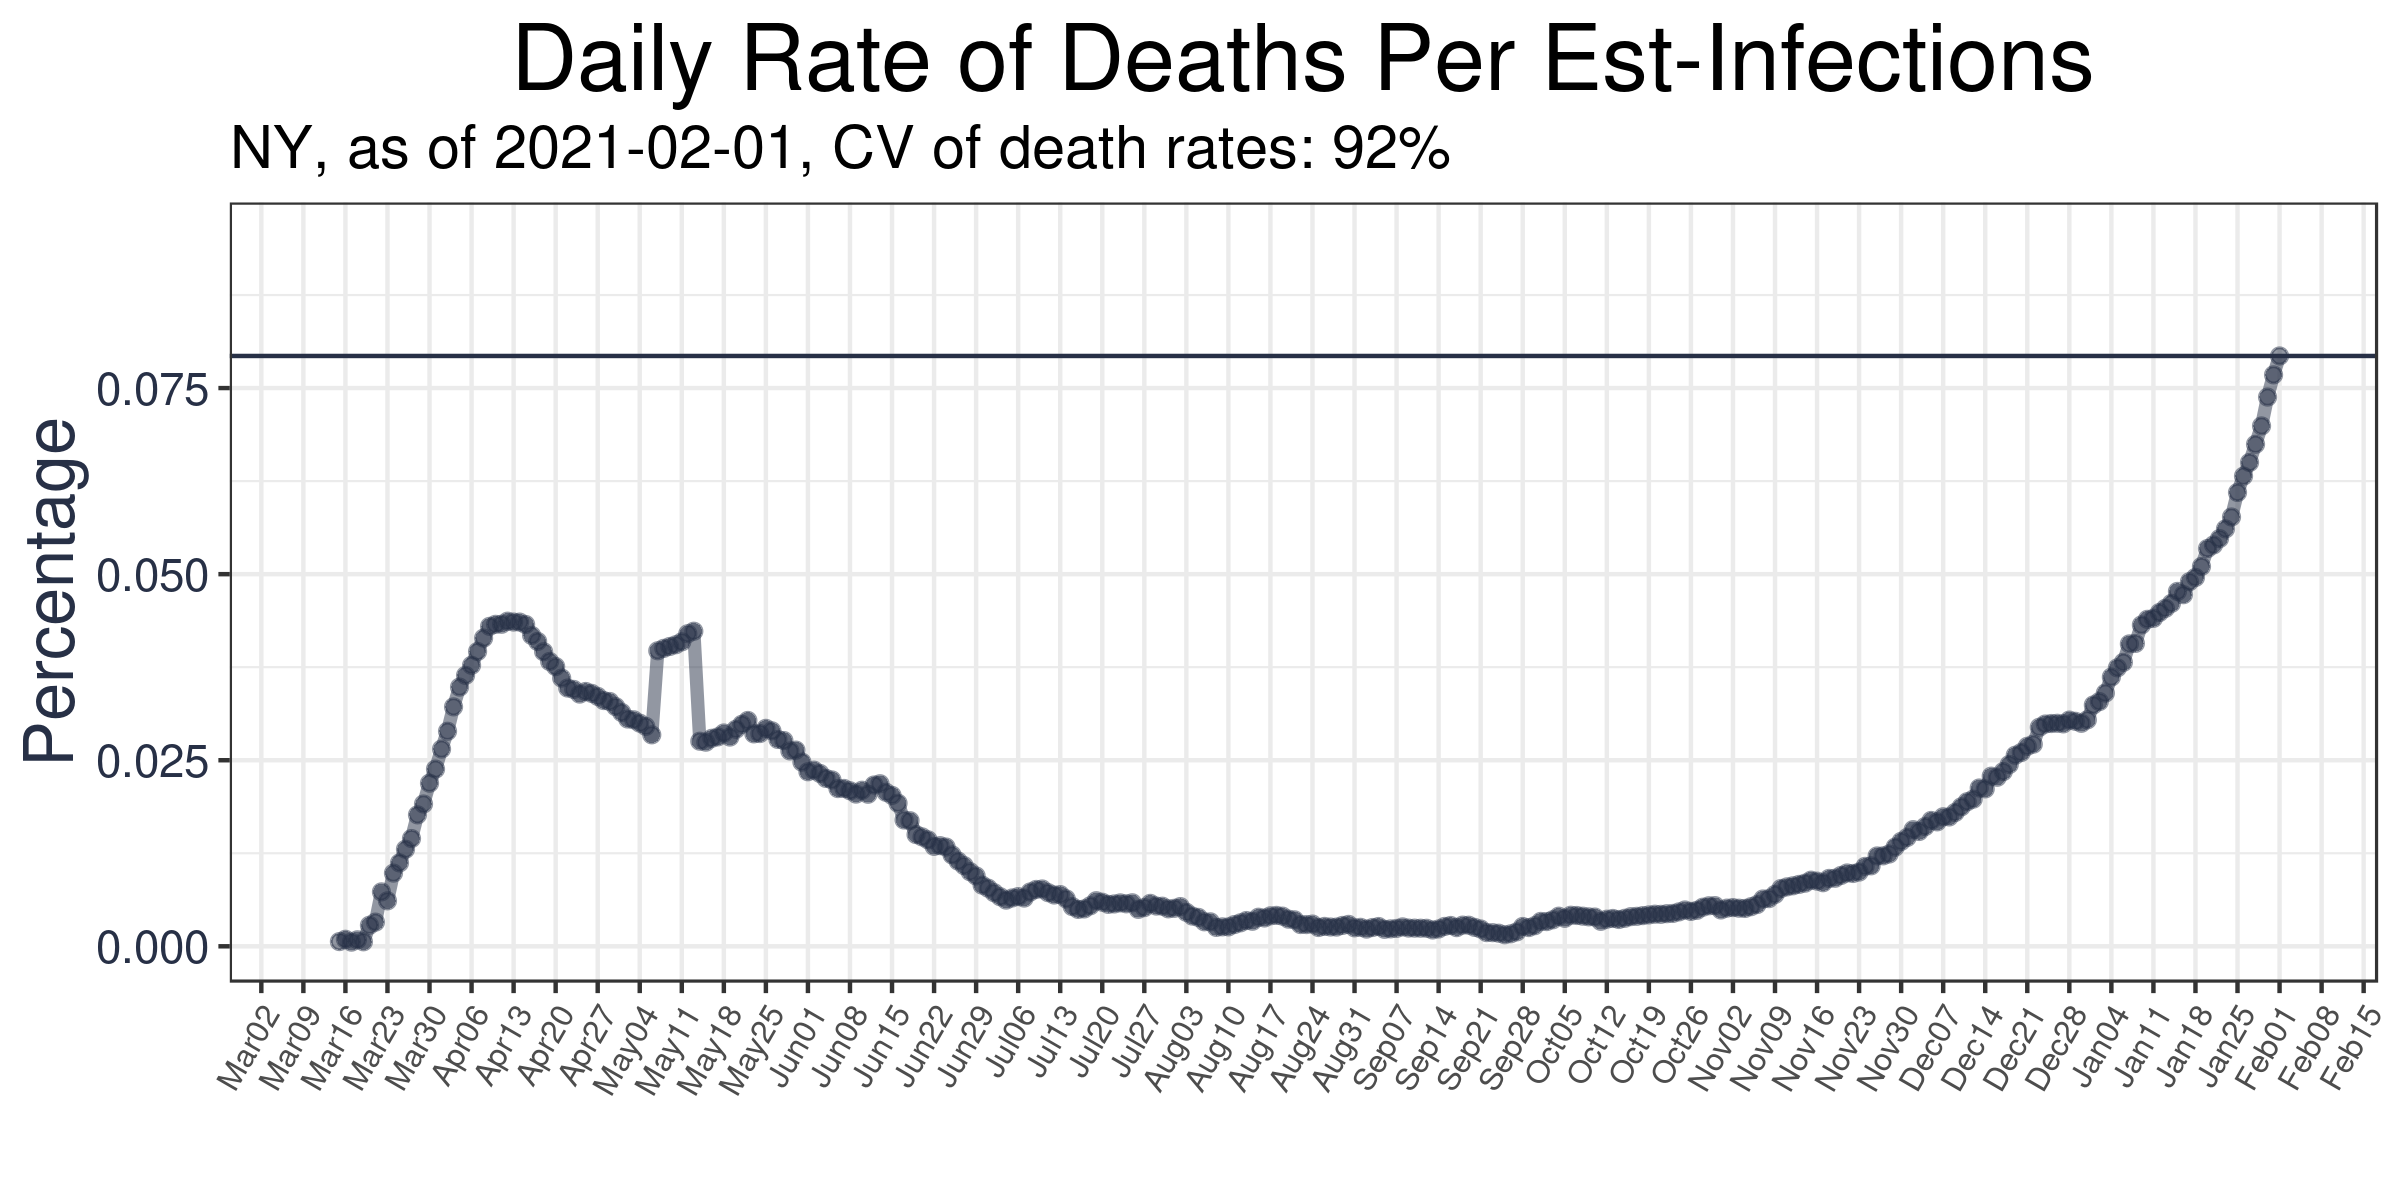 Daily Rate of Deaths Per Est-Infections
NY, as of 2021-02-01, CV of death rates: 92%
Percentage
0.075
0.050
0.025
0.000
Mar02
Mar09
Mar16
Mar23
Mar30
Apr06
Apr13
Apr20
Apr27
May04
May11
May18
May25
Jun01
Jun08
Jun15
Jun22
Jun29
Jul06
Jul13
Jul20
Jul27
Aug03
Aug10
Aug17
Aug24
Aug31
Sep07
Sep14
Sep21
Sep28
Oct05
Oct12
Oct19
Oct26
Nov02
Nov09
Nov16
Nov23
Nov30
Dec07
Dec14
Dec21
Dec28
Jan04
Jan11
Jan18
Jan25
Feb01
Feb08
Feb15